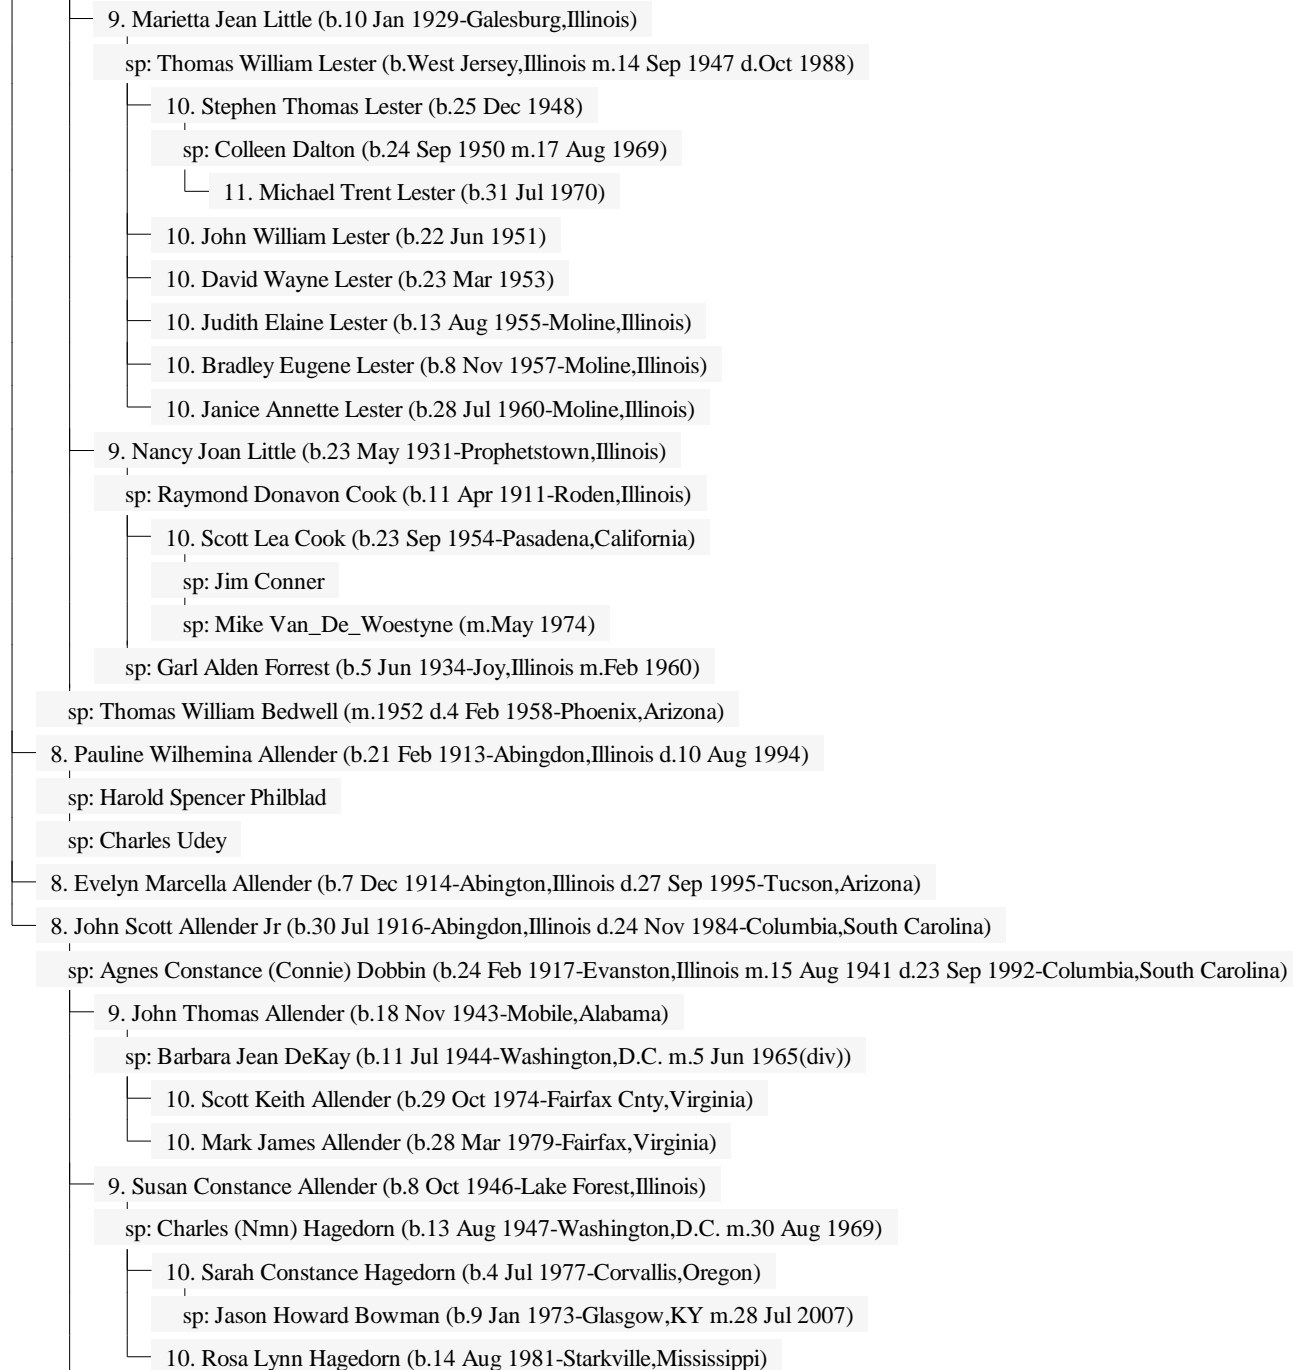 9. Marietta Jean Little (b.10 Jan 1929-Galesburg,Illinois)
sp: Thomas William Lester (b.West Jersey,Illinois m.14 Sep 1947 d.Oct 1988)
10. Stephen Thomas Lester (b.25 Dec 1948)
sp: Colleen Dalton (b.24 Sep 1950 m.17 Aug 1969)
11. Michael Trent Lester (b.31 Jul 1970)
10. John William Lester (b.22 Jun 1951)
10. David Wayne Lester (b.23 Mar 1953)
10. Judith Elaine Lester (b.13 Aug 1955-Moline,Illinois)
10. Bradley Eugene Lester (b.8 Nov 1957-Moline,Illinois)
10. Janice Annette Lester (b.28 Jul 1960-Moline,Illinois)
9. Nancy Joan Little (b.23 May 1931-Prophetstown,Illinois)
sp: Raymond Donavon Cook (b.11 Apr 1911-Roden,Illinois)
10. Scott Lea Cook (b.23 Sep 1954-Pasadena,California)
sp: Jim Conner
sp: Mike Van_De_Woestyne (m.May 1974)
sp: Garl Alden Forrest (b.5 Jun 1934-Joy,Illinois m.Feb 1960)
sp: Thomas William Bedwell (m.1952 d.4 Feb 1958-Phoenix,Arizona)
8. Pauline Wilhemina Allender (b.21 Feb 1913-Abingdon,Illinois d.10 Aug 1994)
sp: Harold Spencer Philblad
sp: Charles Udey
8. Evelyn Marcella Allender (b.7 Dec 1914-Abington,Illinois d.27 Sep 1995-Tucson,Arizona)
8. John Scott Allender Jr (b.30 Jul 1916-Abingdon,Illinois d.24 Nov 1984-Columbia,South Carolina)
sp: Agnes Constance (Connie) Dobbin (b.24 Feb 1917-Evanston,Illinois m.15 Aug 1941 d.23 Sep 1992-Columbia,South Carolina)
9. John Thomas Allender (b.18 Nov 1943-Mobile,Alabama)
sp: Barbara Jean DeKay (b.11 Jul 1944-Washington,D.C. m.5 Jun 1965(div))
10. Scott Keith Allender (b.29 Oct 1974-Fairfax Cnty,Virginia)
10. Mark James Allender (b.28 Mar 1979-Fairfax,Virginia)
9. Susan Constance Allender (b.8 Oct 1946-Lake Forest,Illinois)
sp: Charles (Nmn) Hagedorn (b.13 Aug 1947-Washington,D.C. m.30 Aug 1969)
10. Sarah Constance Hagedorn (b.4 Jul 1977-Corvallis,Oregon)
sp: Jason Howard Bowman (b.9 Jan 1973-Glasgow,KY m.28 Jul 2007)
10. Rosa Lynn Hagedorn (b.14 Aug 1981-Starkville,Mississippi)